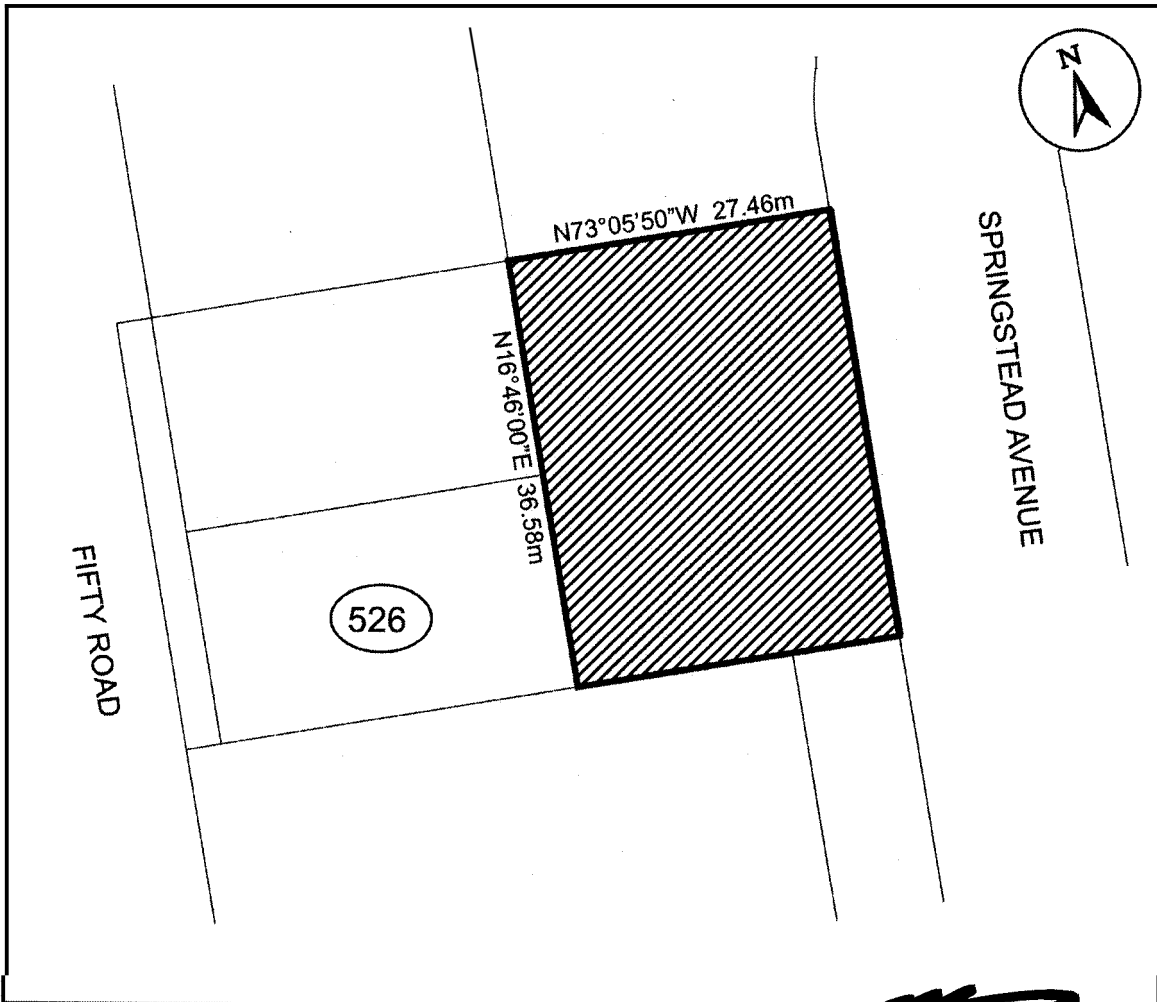 N
N73°05'50"W 27.46m
SPRINGSTEAD AVENUE
N16°46'00"E 36.58m
FIFTY ROAD
526